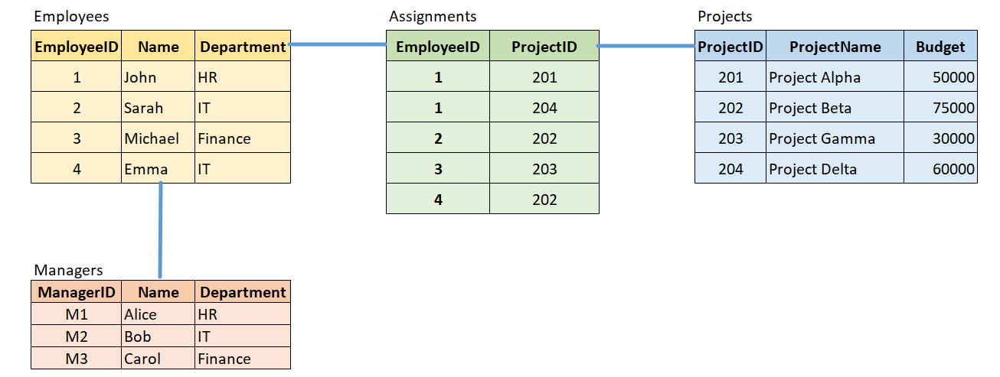 Employees
EmployeeID Name Department
1 John HR
2 Sarah IT
3 Michael Finance
4 Emma IT
Assignments
EmployeeID ProjectID
1 201
1 204
2 202
3 203
4 202
Projects
ProjectID ProjectName Budget
201 Project Alpha 50000
202 Project Beta 75000
203 Project Gamma 30000
204 Project Delta 60000
Managers
ManagerID Name Department
M1 Alice HR
M2 Bob IT
M3 Carol Finance